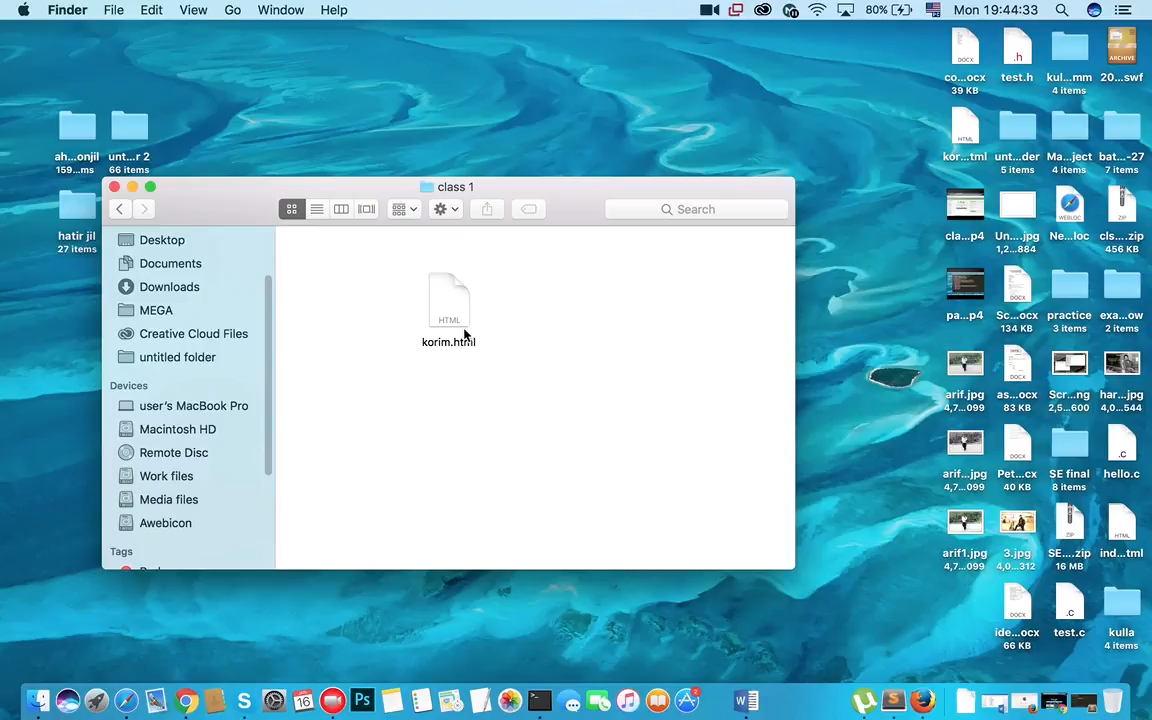 Finder File Edit View Go Window Help 80% Mon 19:44:33
co...ocx
39 KB
test.h
kul...mm
4 items
20...swf
kor...tml
unt...der
5 items
Ma...ject
4 items
bat...-27
7 items
cla...p4
Un....jpg
1,2...884
Ne...loc
cls...zip
456 KB
pa...p4
Sc...ocx
134 KB
practice
3 items
exa...ow
2 items
arif.jpg
4,7...099
as...ocx
83 KB
Scr...ng
2,5...600
har...jpg
4,0...544
arif...jpg
4,7...099
Pet...cx
40 KB
SE final
8 items
hello.c
arif1.jpg
4,7...099
3.jpg
4,0...312
SE....zip
16 MB
ind...tml
ide...ocx
66 KB
test.c
kulla
4 items
ah...onjil
159...ms
unt...r 2
66 items
hatir jil
27 items
class 1
Search
Desktop
Documents
Downloads
MEGA
Creative Cloud Files
untitled folder
Devices
user's MacBook Pro
Macintosh HD
Remote Disc
Work files
Media files
Awebicon
Tags
HTML
korim.html